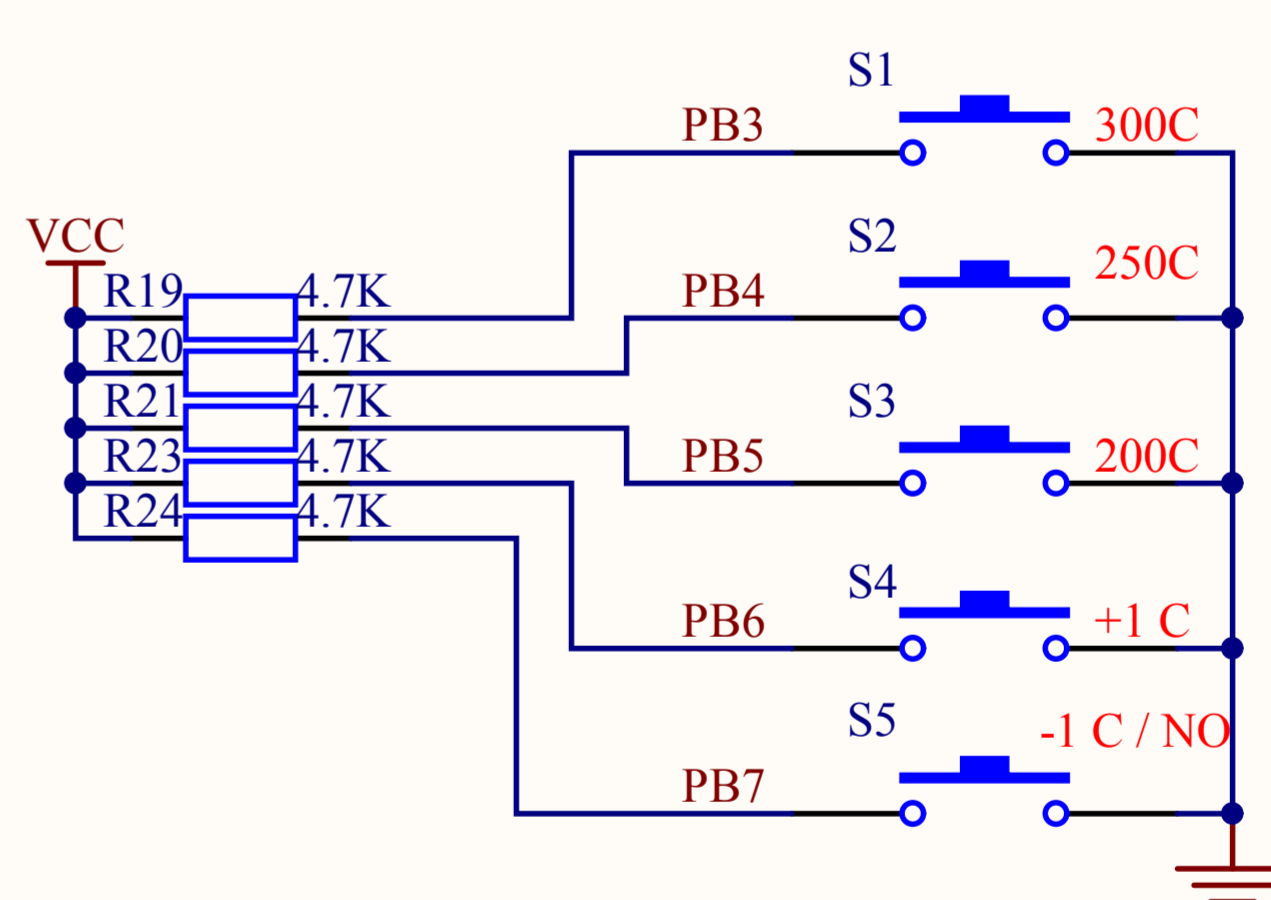 S1
PB3
300C
VCC
S2
250C
R19
4.7K
PB4
R20
4.7K
R21
4.7K
S3
R23
4.7K
PB5
200C
R24
4.7K
S4
PB6
+1 C
S5
-1 C / NO
PB7